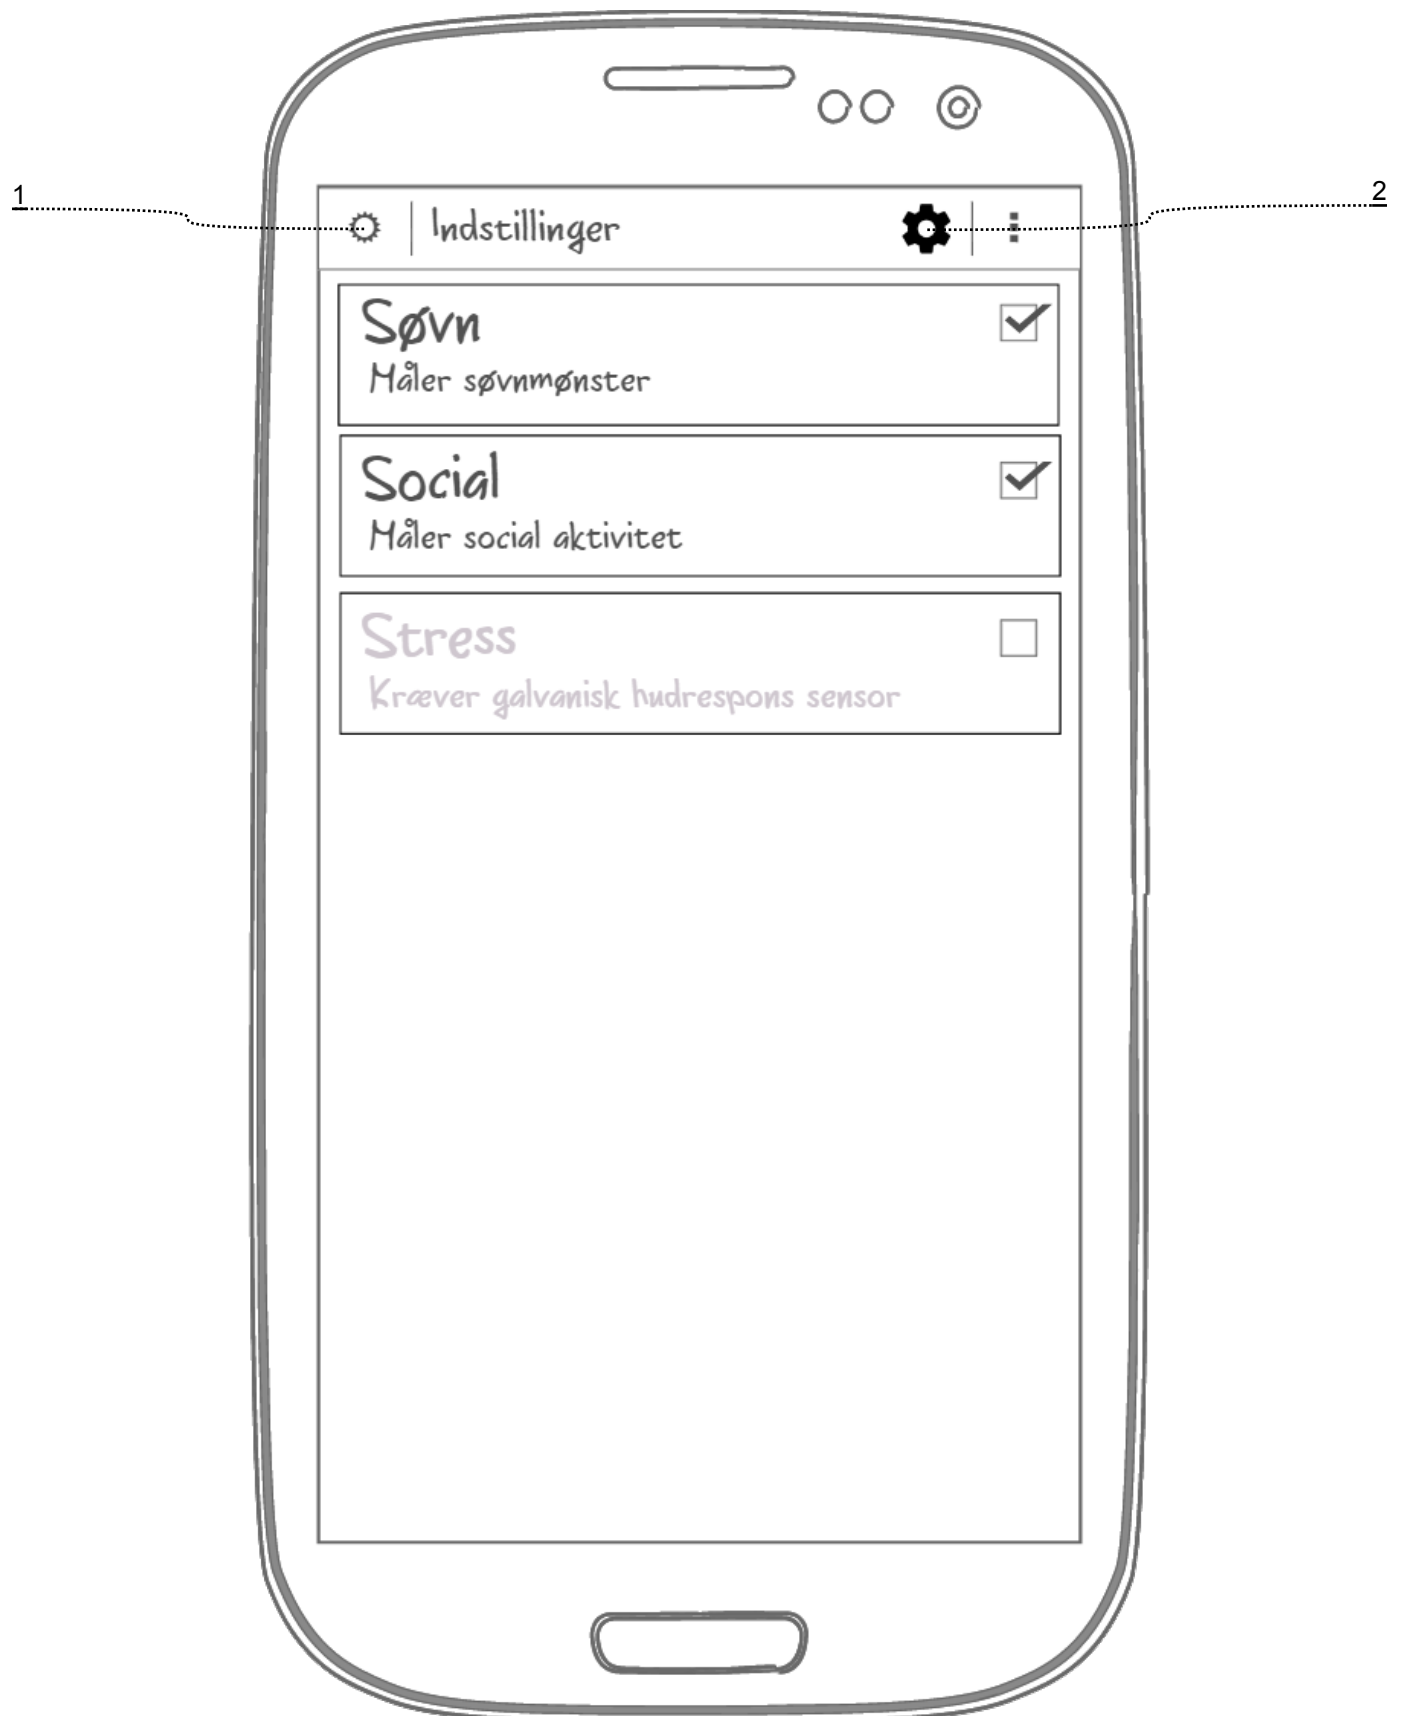 1
2
Indstillinger
Søvn
Måler søvnmønster
Social
Måler social aktivitet
Stress
Kræver galvanisk hudrespons sensor